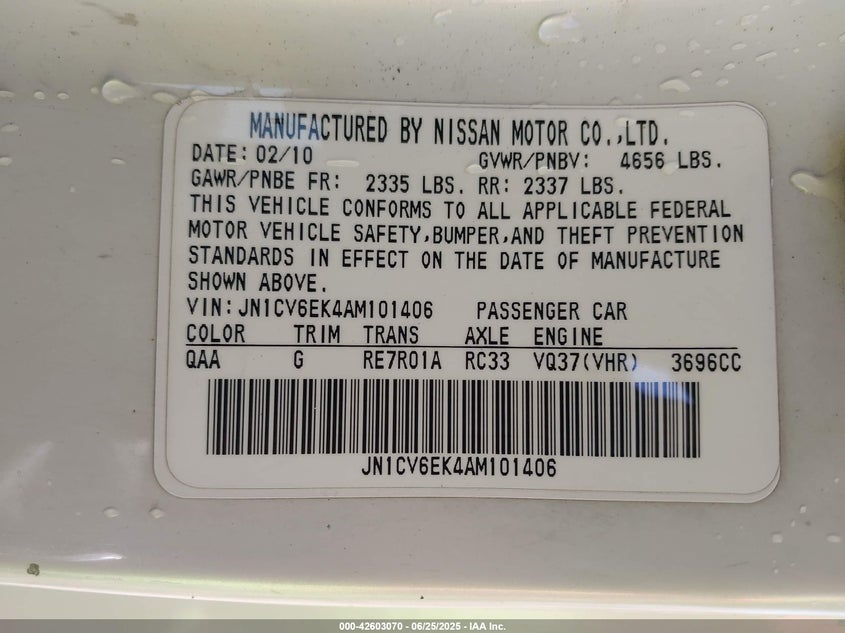 MANUFACTURED BY NISSAN MOTOR CO.,LTD.
DATE: 02/10 GVWR/PNBV: 4656 LBS.
GAWR/PNBE FR: 2335 LBS. RR: 2337 LBS.
THIS VEHICLE CONFORMS TO ALL APPLICABLE FEDERAL
MOTOR VEHICLE SAFETY,BUMPER,AND THEFT PREVENTION
STANDARDS IN EFFECT ON THE DATE OF MANUFACTURE
SHOWN ABOVE.
VIN: JN1CV6EK4AM101406 PASSENGER CAR
COLOR TRIM TRANS AXLE ENGINE
QAA G RE7R01A RC33 VQ37(VHR) 3696CC
JN1CV6EK4AM101406
000-42603070 - 06/25/2025 - IAA Inc.